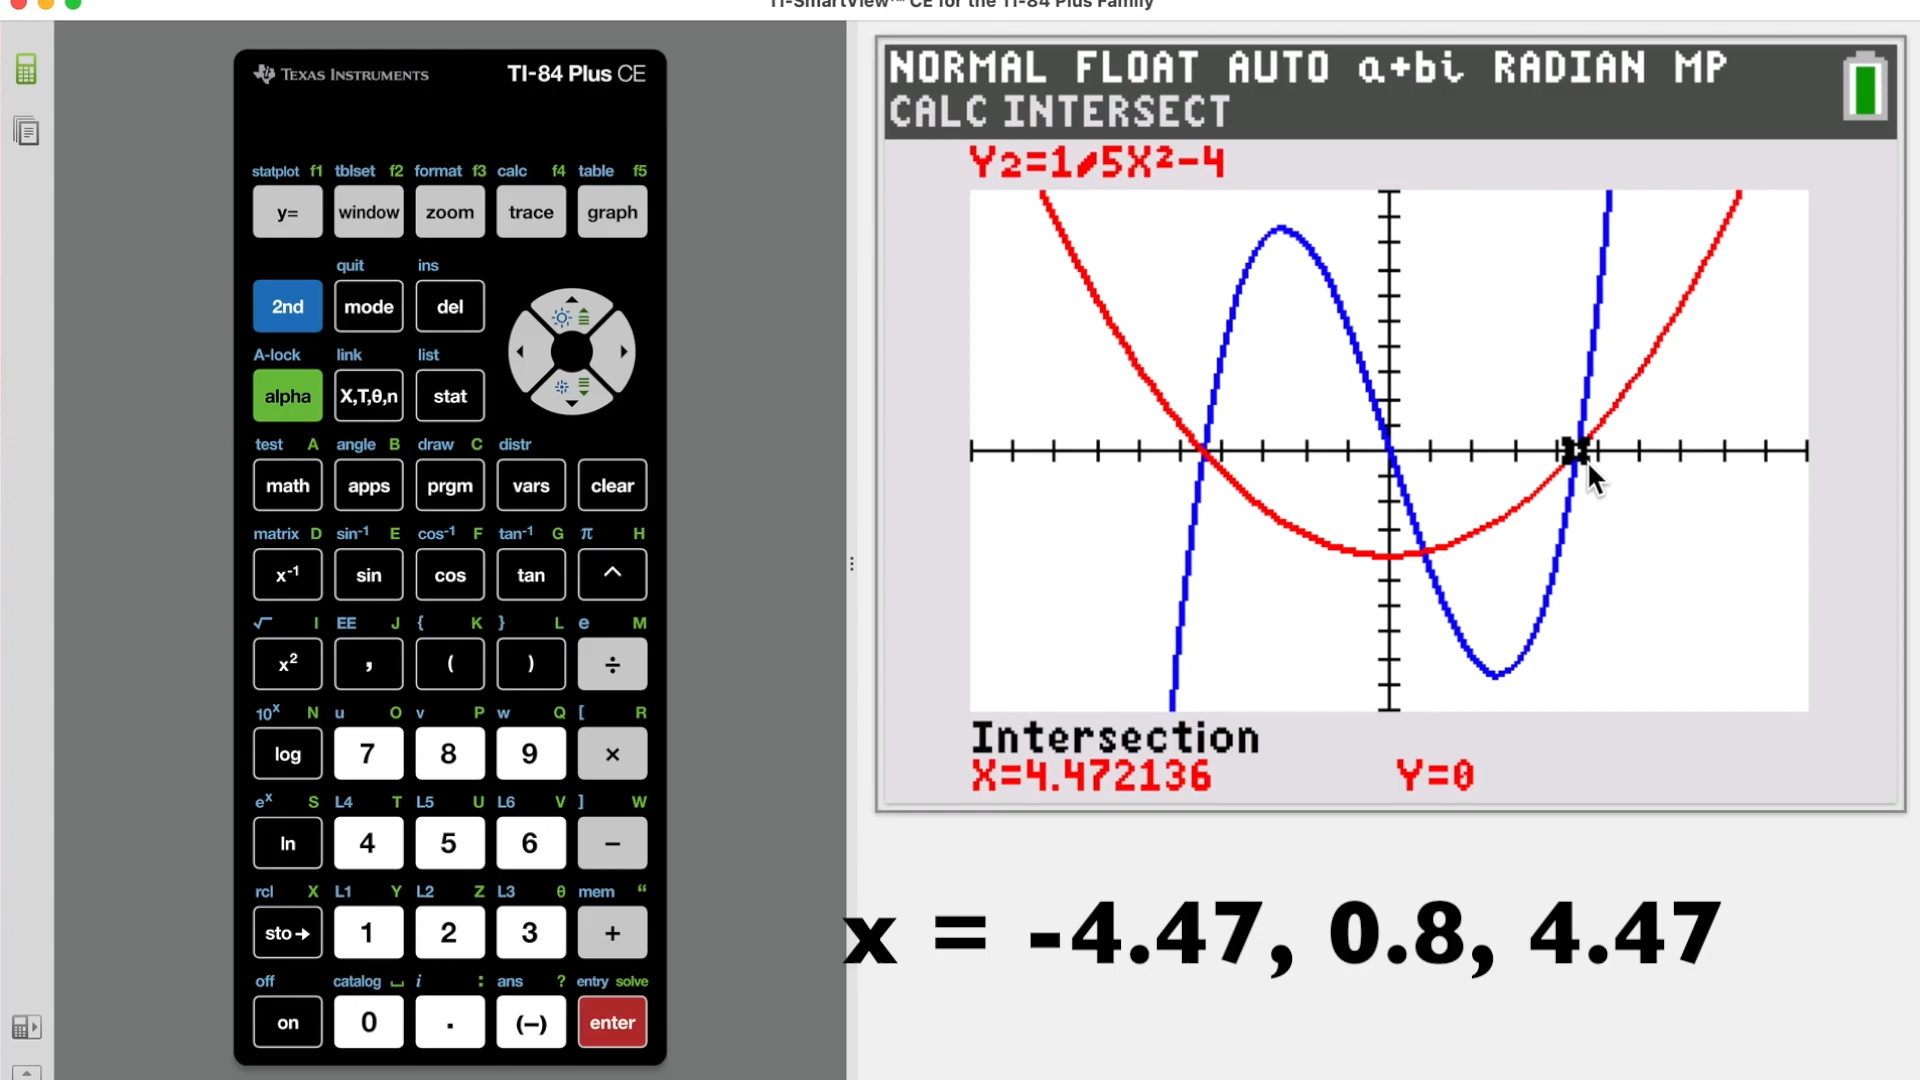 TI-SmartView™ CE for the TI-84 Plus Family
TEXAS INSTRUMENTS TI-84 Plus CE
statplot f1 tblset f2 format f3 calc f4 table f5
y= window zoom trace graph
quit ins
2nd mode del
A-lock link list
alpha X,T,θ,n stat
test A angle B draw C distr
math apps prgm vars clear
matrix D sin⁻¹ E cos⁻¹ F tan⁻¹ G π H
x⁻¹ sin cos tan ^
√ I EE J { K } L e M
x² , ( ) ÷
10ˣ N u O v P w Q [ R
log 7 8 9 ×
eˣ S L4 T L5 U L6 V ] W
ln 4 5 6 −
rcl X L1 Y L2 Z L3 θ mem “
sto→ 1 2 3 +
off catalog ⎵ i : ans ? entry solve
on 0 . (−) enter
NORMAL FLOAT AUTO a+bi RADIAN MP
CALC INTERSECT
Y2=1/5X²-4
Intersection
X=4.472136 Y=0
x = -4.47, 0.8, 4.47